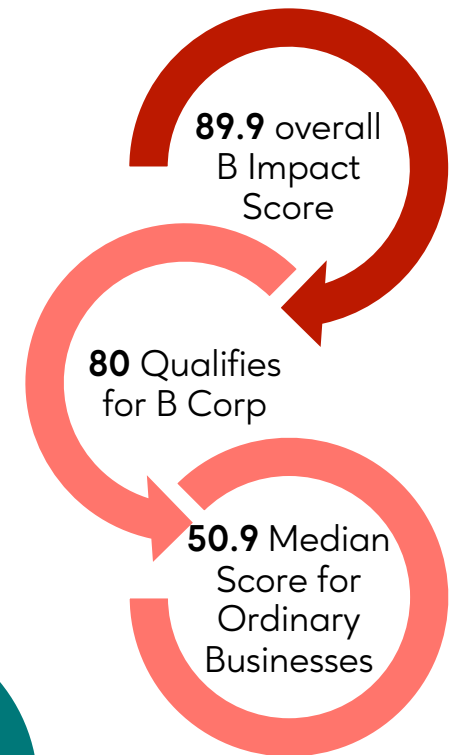 89.9 overall
B Impact
Score
80 Qualifies
for B Corp
50.9 Median
Score for
Ordinary
Businesses